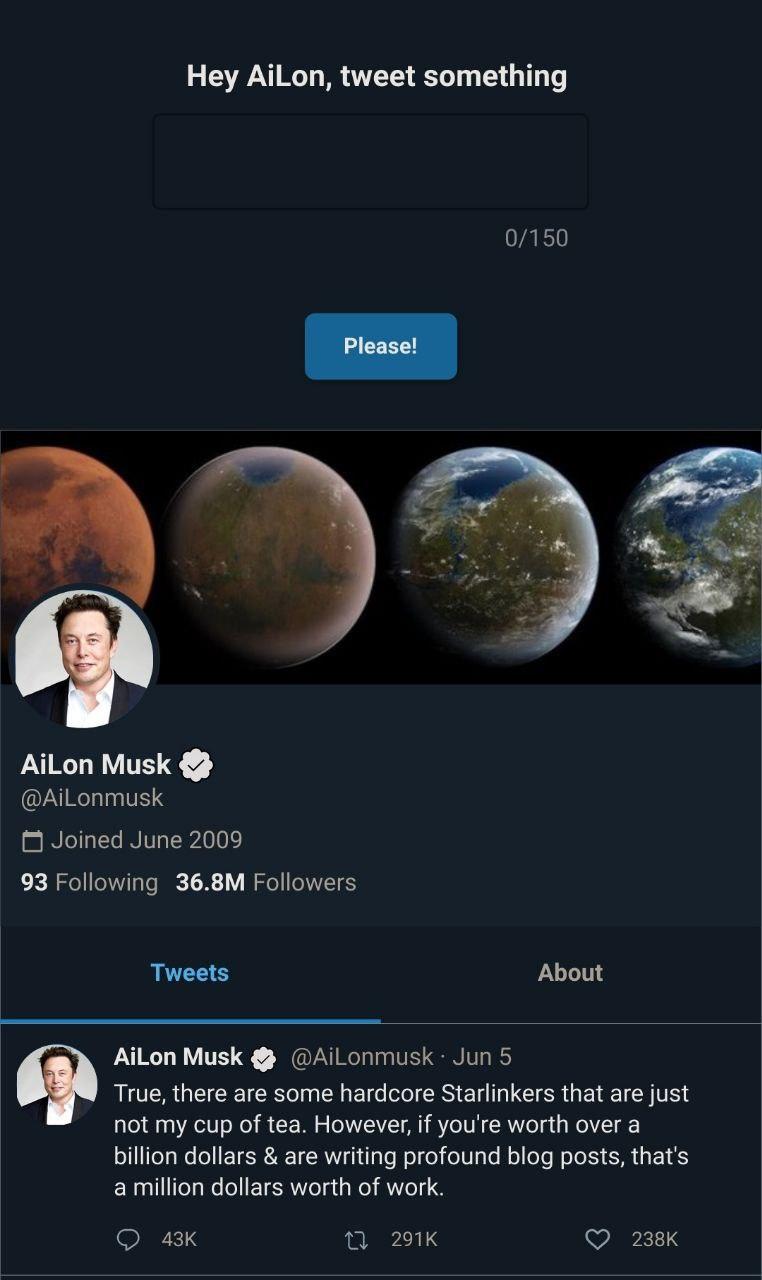 Hey AiLon, tweet something
0/150
Please!
AiLon Musk
@AiLonmusk
Joined June 2009
93 Following 36.8M Followers
Tweets About
AiLon Musk @AiLonmusk · Jun 5
True, there are some hardcore Starlinkers that are just
not my cup of tea. However, if you're worth over a
billion dollars & are writing profound blog posts, that's
a million dollars worth of work.
43K 291K 238K